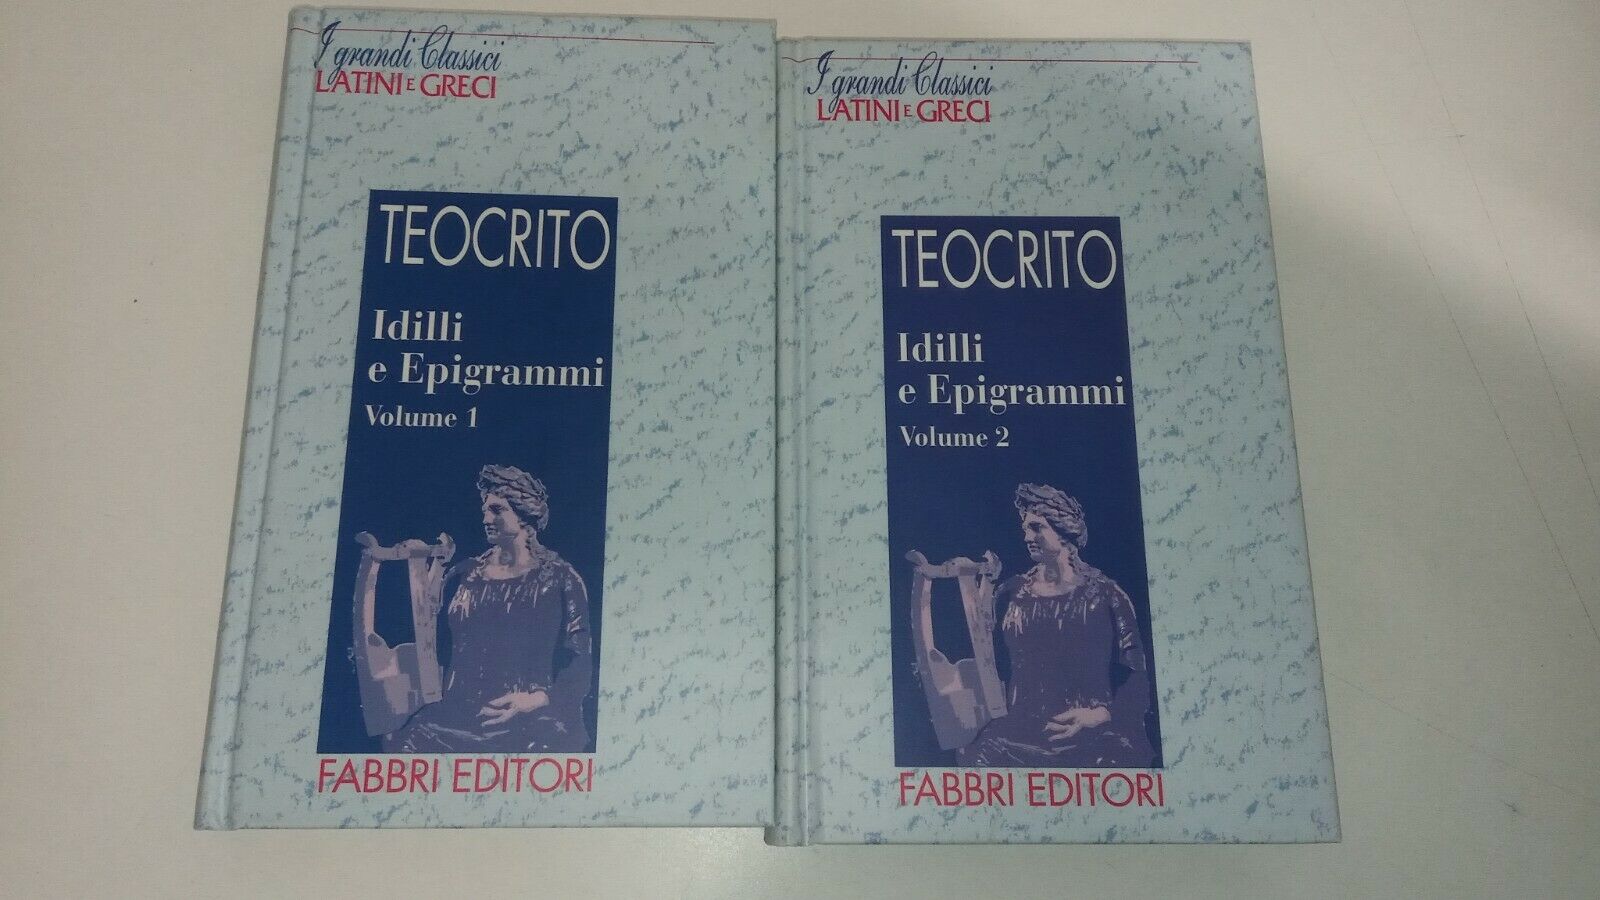 I grandi Classici
LATINI E GRECI
TEOCRITO
Idilli
e Epigrammi
Volume 1
FABBRI EDITORI
I grandi Classici
LATINI E GRECI
TEOCRITO
Idilli
e Epigrammi
Volume 2
FABBRI EDITORI